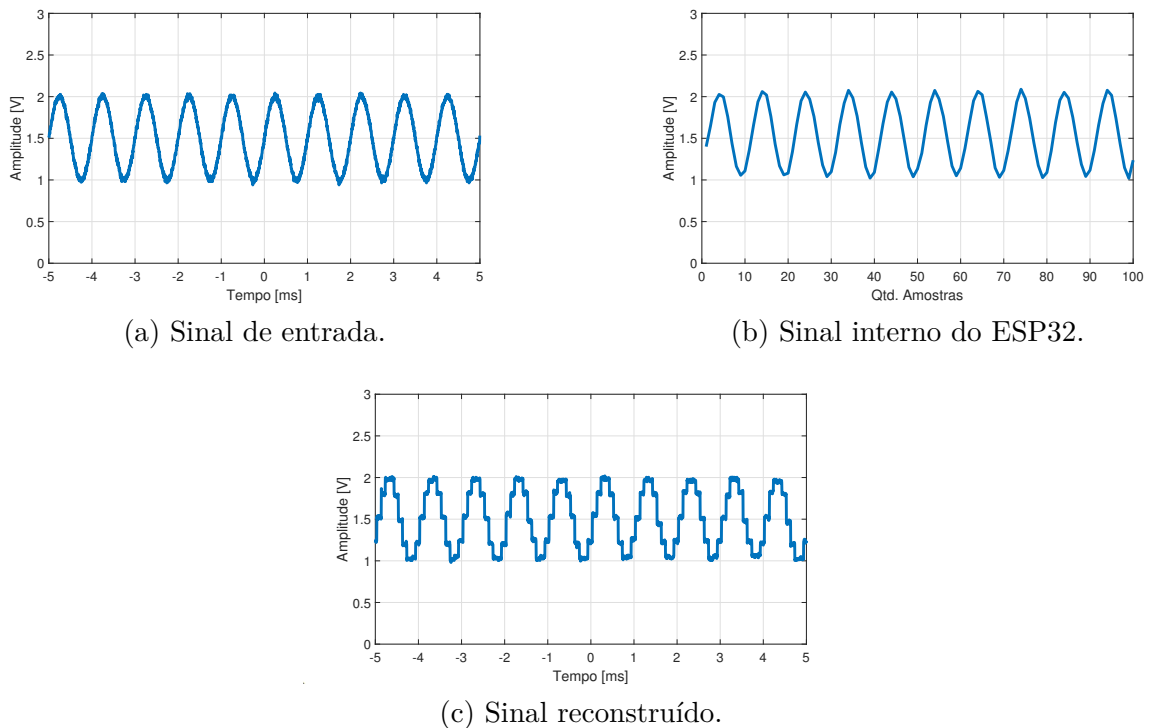 3
2.5
2
1.5
1
0.5
0
Amplitude [V]
-5 -4 -3 -2 -1 0 1 2 3 4 5
Tempo [ms]
(a) Sinal de entrada.
3
2.5
2
1.5
1
0.5
0
Amplitude [V]
0 10 20 30 40 50 60 70 80 90 100
Qtd. Amostras
(b) Sinal interno do ESP32.
3
2.5
2
1.5
1
0.5
0
Amplitude [V]
-5 -4 -3 -2 -1 0 1 2 3 4 5
Tempo [ms]
(c) Sinal reconstruído.